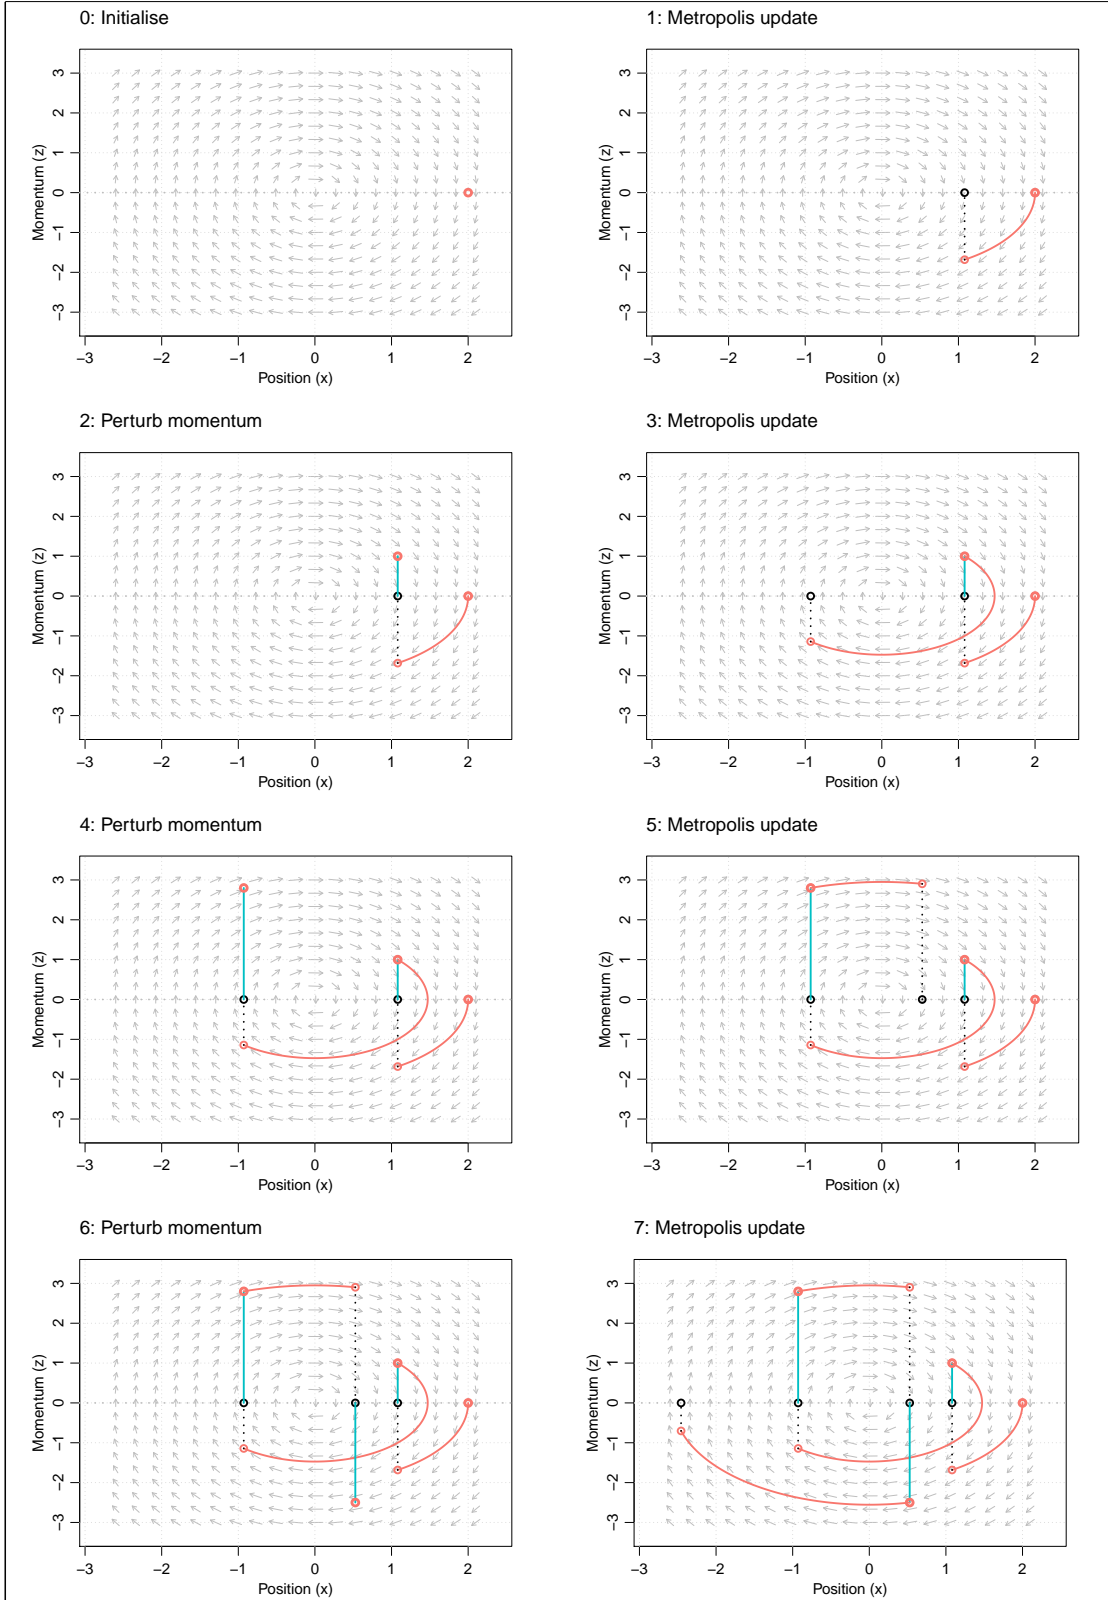 0: Initialise
1: Metropolis update
Momentum (z)
3
2
1
0
−1
−2
−3
−3 −2 −1 0 1 2
Position (x)
Momentum (z)
3
2
1
0
−1
−2
−3
−3 −2 −1 0 1 2
Position (x)
2: Perturb momentum
3: Metropolis update
Momentum (z)
3
2
1
0
−1
−2
−3
−3 −2 −1 0 1 2
Position (x)
Momentum (z)
3
2
1
0
−1
−2
−3
−3 −2 −1 0 1 2
Position (x)
4: Perturb momentum
5: Metropolis update
Momentum (z)
3
2
1
0
−1
−2
−3
−3 −2 −1 0 1 2
Position (x)
Momentum (z)
3
2
1
0
−1
−2
−3
−3 −2 −1 0 1 2
Position (x)
6: Perturb momentum
7: Metropolis update
Momentum (z)
3
2
1
0
−1
−2
−3
−3 −2 −1 0 1 2
Position (x)
Momentum (z)
3
2
1
0
−1
−2
−3
−3 −2 −1 0 1 2
Position (x)